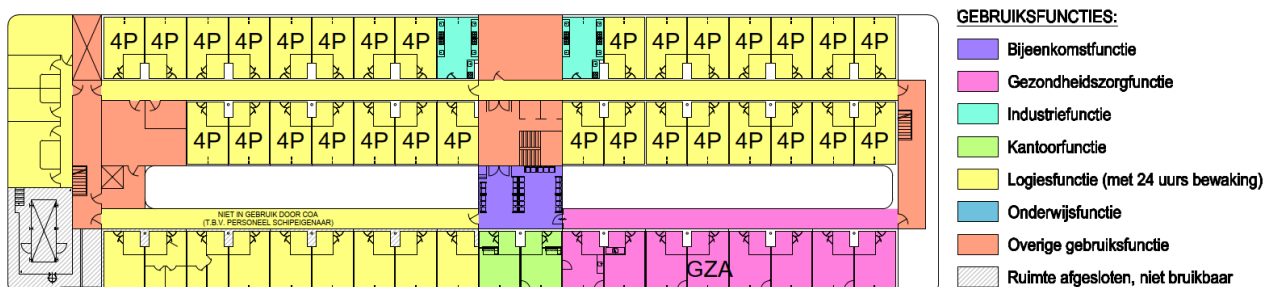 4P 4P 4P 4P 4P 4P 4P 4P 4P 4P 4P 4P 4P 4P 4P
4P 4P 4P 4P 4P 4P 4P 4P 4P 4P 4P 4P 4P 4P 4P
NIET IN GEBRUIK DOOR COA
(T.B.V. PERSONEEL SCHIPEIGENAAR)
GZA
GEBRUIKSFUNCTIES:
Bijeenkomstfunctie
Gezondheidszorgfunctie
Industriefunctie
Kantoorfunctie
Logiesfunctie (met 24 uurs bewaking)
Onderwijsfunctie
Overige gebruiksfunctie
Ruimte afgesloten, niet bruikbaar